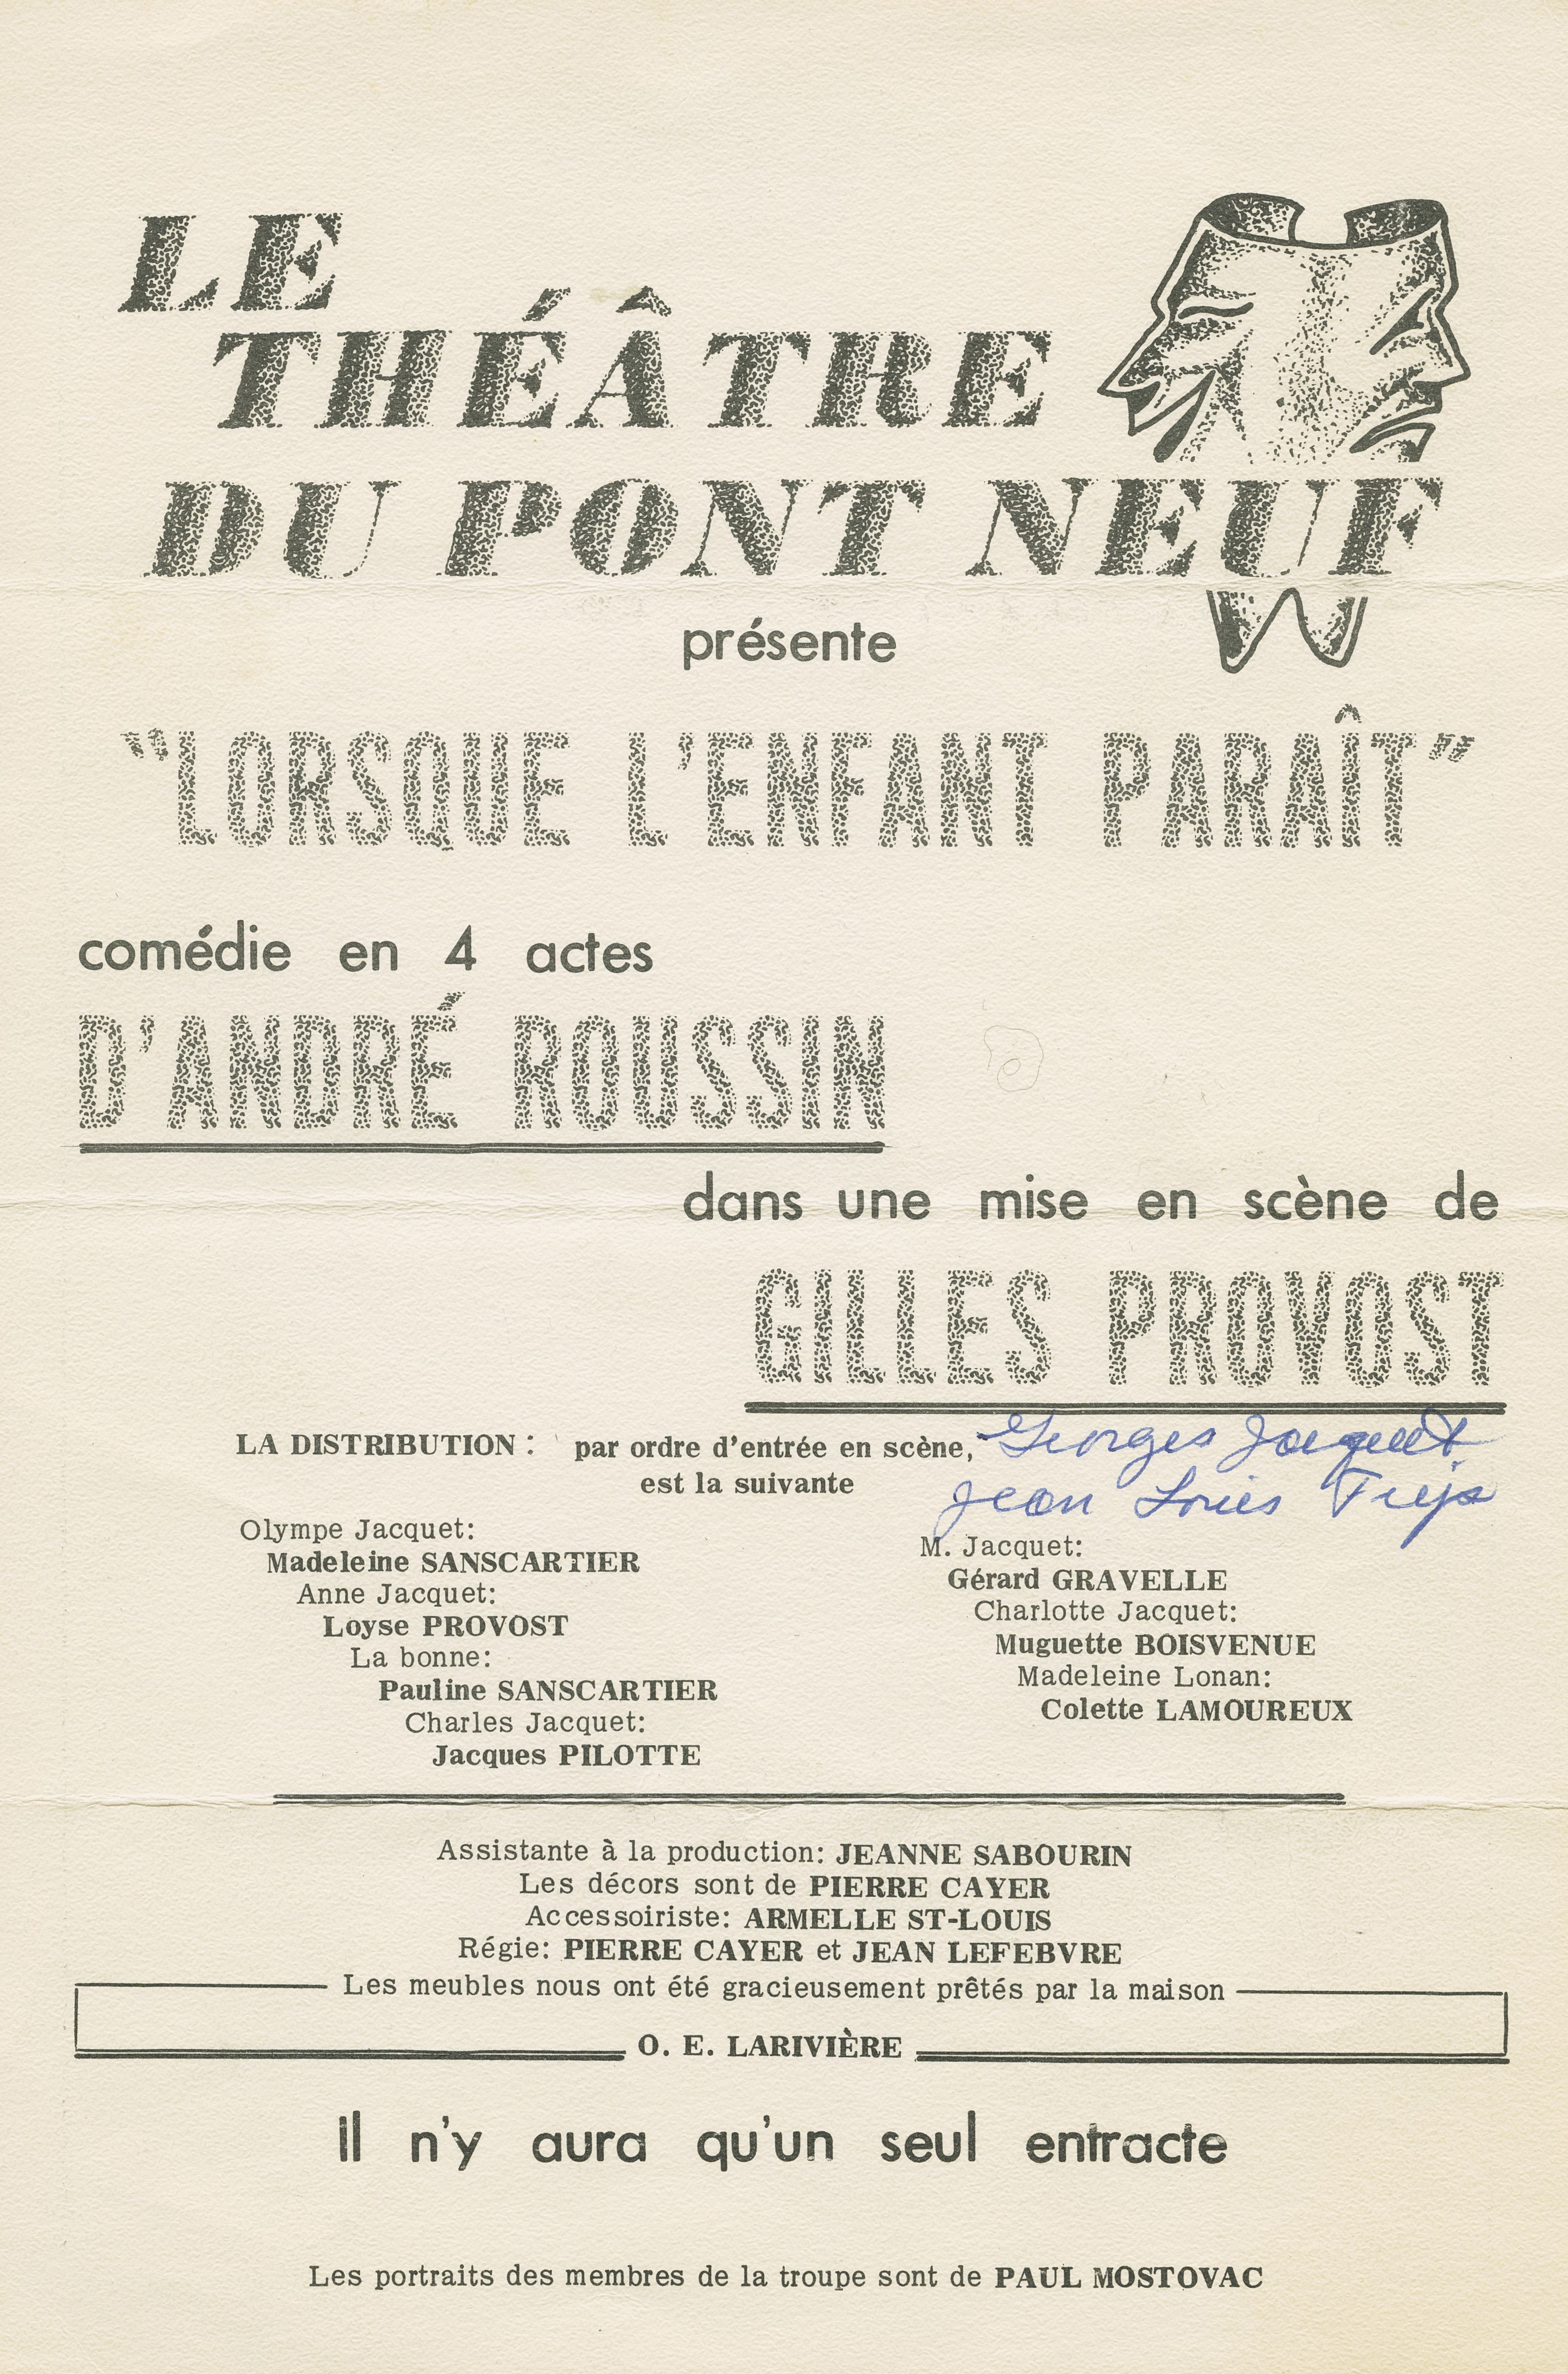 LE
THÉÂTRE
DU PONT NEUF
présente
"LORSQUE L'ENFANT PARAÎT"
comédie en 4 actes
D'ANDRÉ ROUSSIN
dans une mise en scène de
GILLES PROVOST
LA DISTRIBUTION : par ordre d'entrée en scène,
est la suivante
Georges Jacquet
Jean Louis
Olympe Jacquet:
Madeleine SANSCARTIER
Anne Jacquet:
Loyse PROVOST
La bonne:
Pauline SANSCARTIER
Charles Jacquet:
Jacques PILOTTE
M. Jacquet:
Gérard GRAVELLE
Charlotte Jacquet:
Muguette BOISVENUE
Madeleine Lonan:
Colette LAMOUREUX
Assistante à la production: JEANNE SABOURIN
Les décors sont de PIERRE CAYER
Accessoiriste: ARMELLE ST-LOUIS
Régie: PIERRE CAYER et JEAN LEFEBVRE
Les meubles nous ont été gracieusement prêtés par la maison
O. E. LARIVIÈRE
Il n'y aura qu'un seul entracte
Les portraits des membres de la troupe sont de PAUL MOSTOVAC